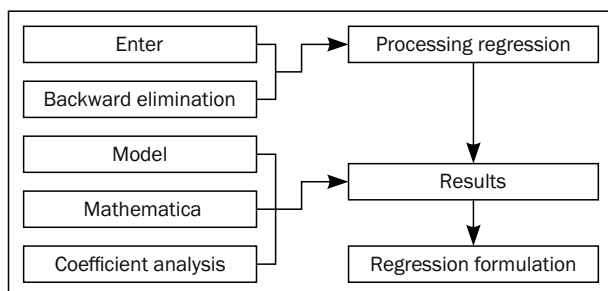 Enter
Processing regression
Backward elimination
Model
Mathematica
Results
Coefficient analysis
Regression formulation